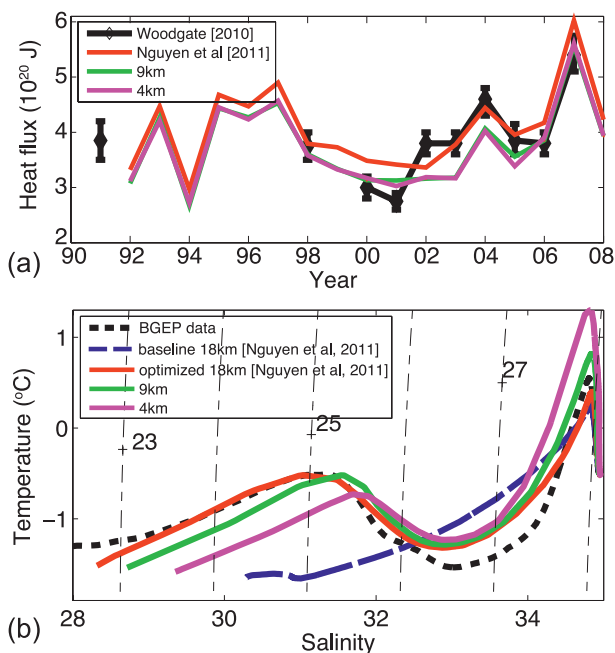 6
5
4
3
2
Heat flux (10²⁰ J)
Woodgate [2010]
Nguyen et al [2011]
9km
4km
90 92 94 96 98 00 02 04 06 08
Year
(a)
1
0
−1
Temperature (°C)
BGEP data
baseline 18km [Nguyen et al, 2011]
optimized 18km [Nguyen et al, 2011]
9km
4km
23
25
27
28 30 32 34
Salinity
(b)